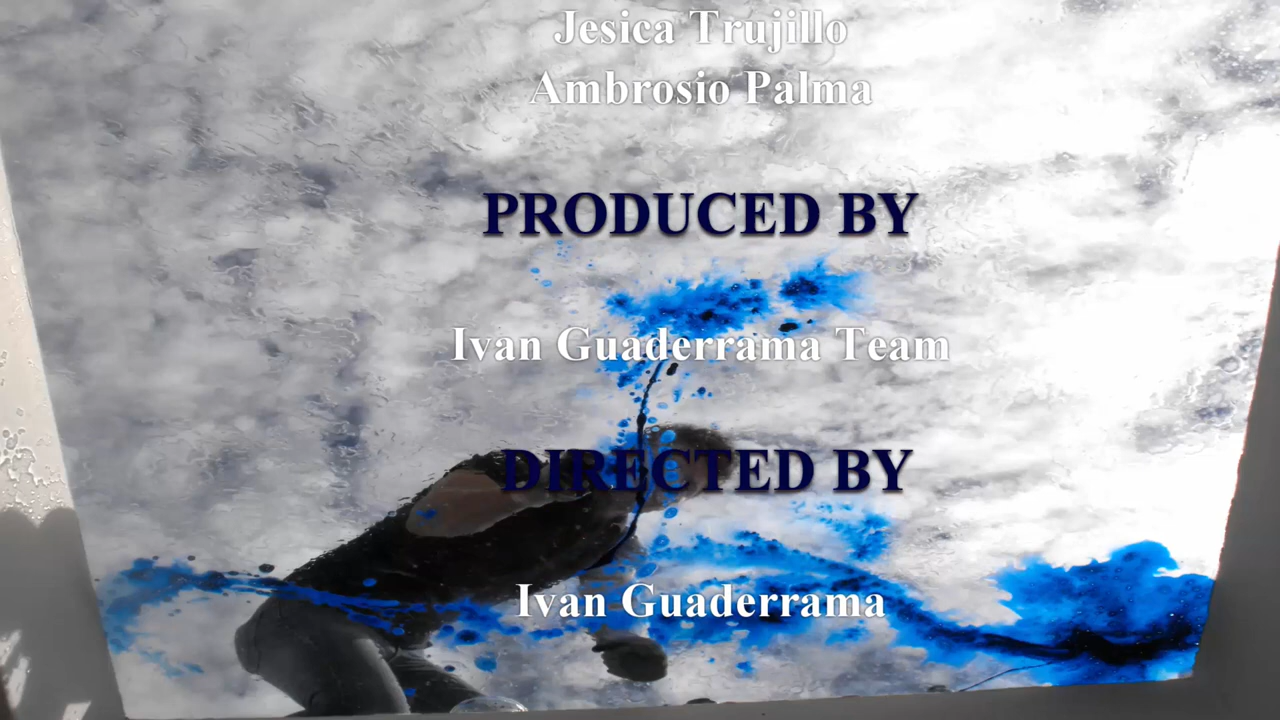 Jesica Trujillo
Ambrosio Palma
PRODUCED BY
Ivan Guaderrama Team
DIRECTED BY
Ivan Guaderrama